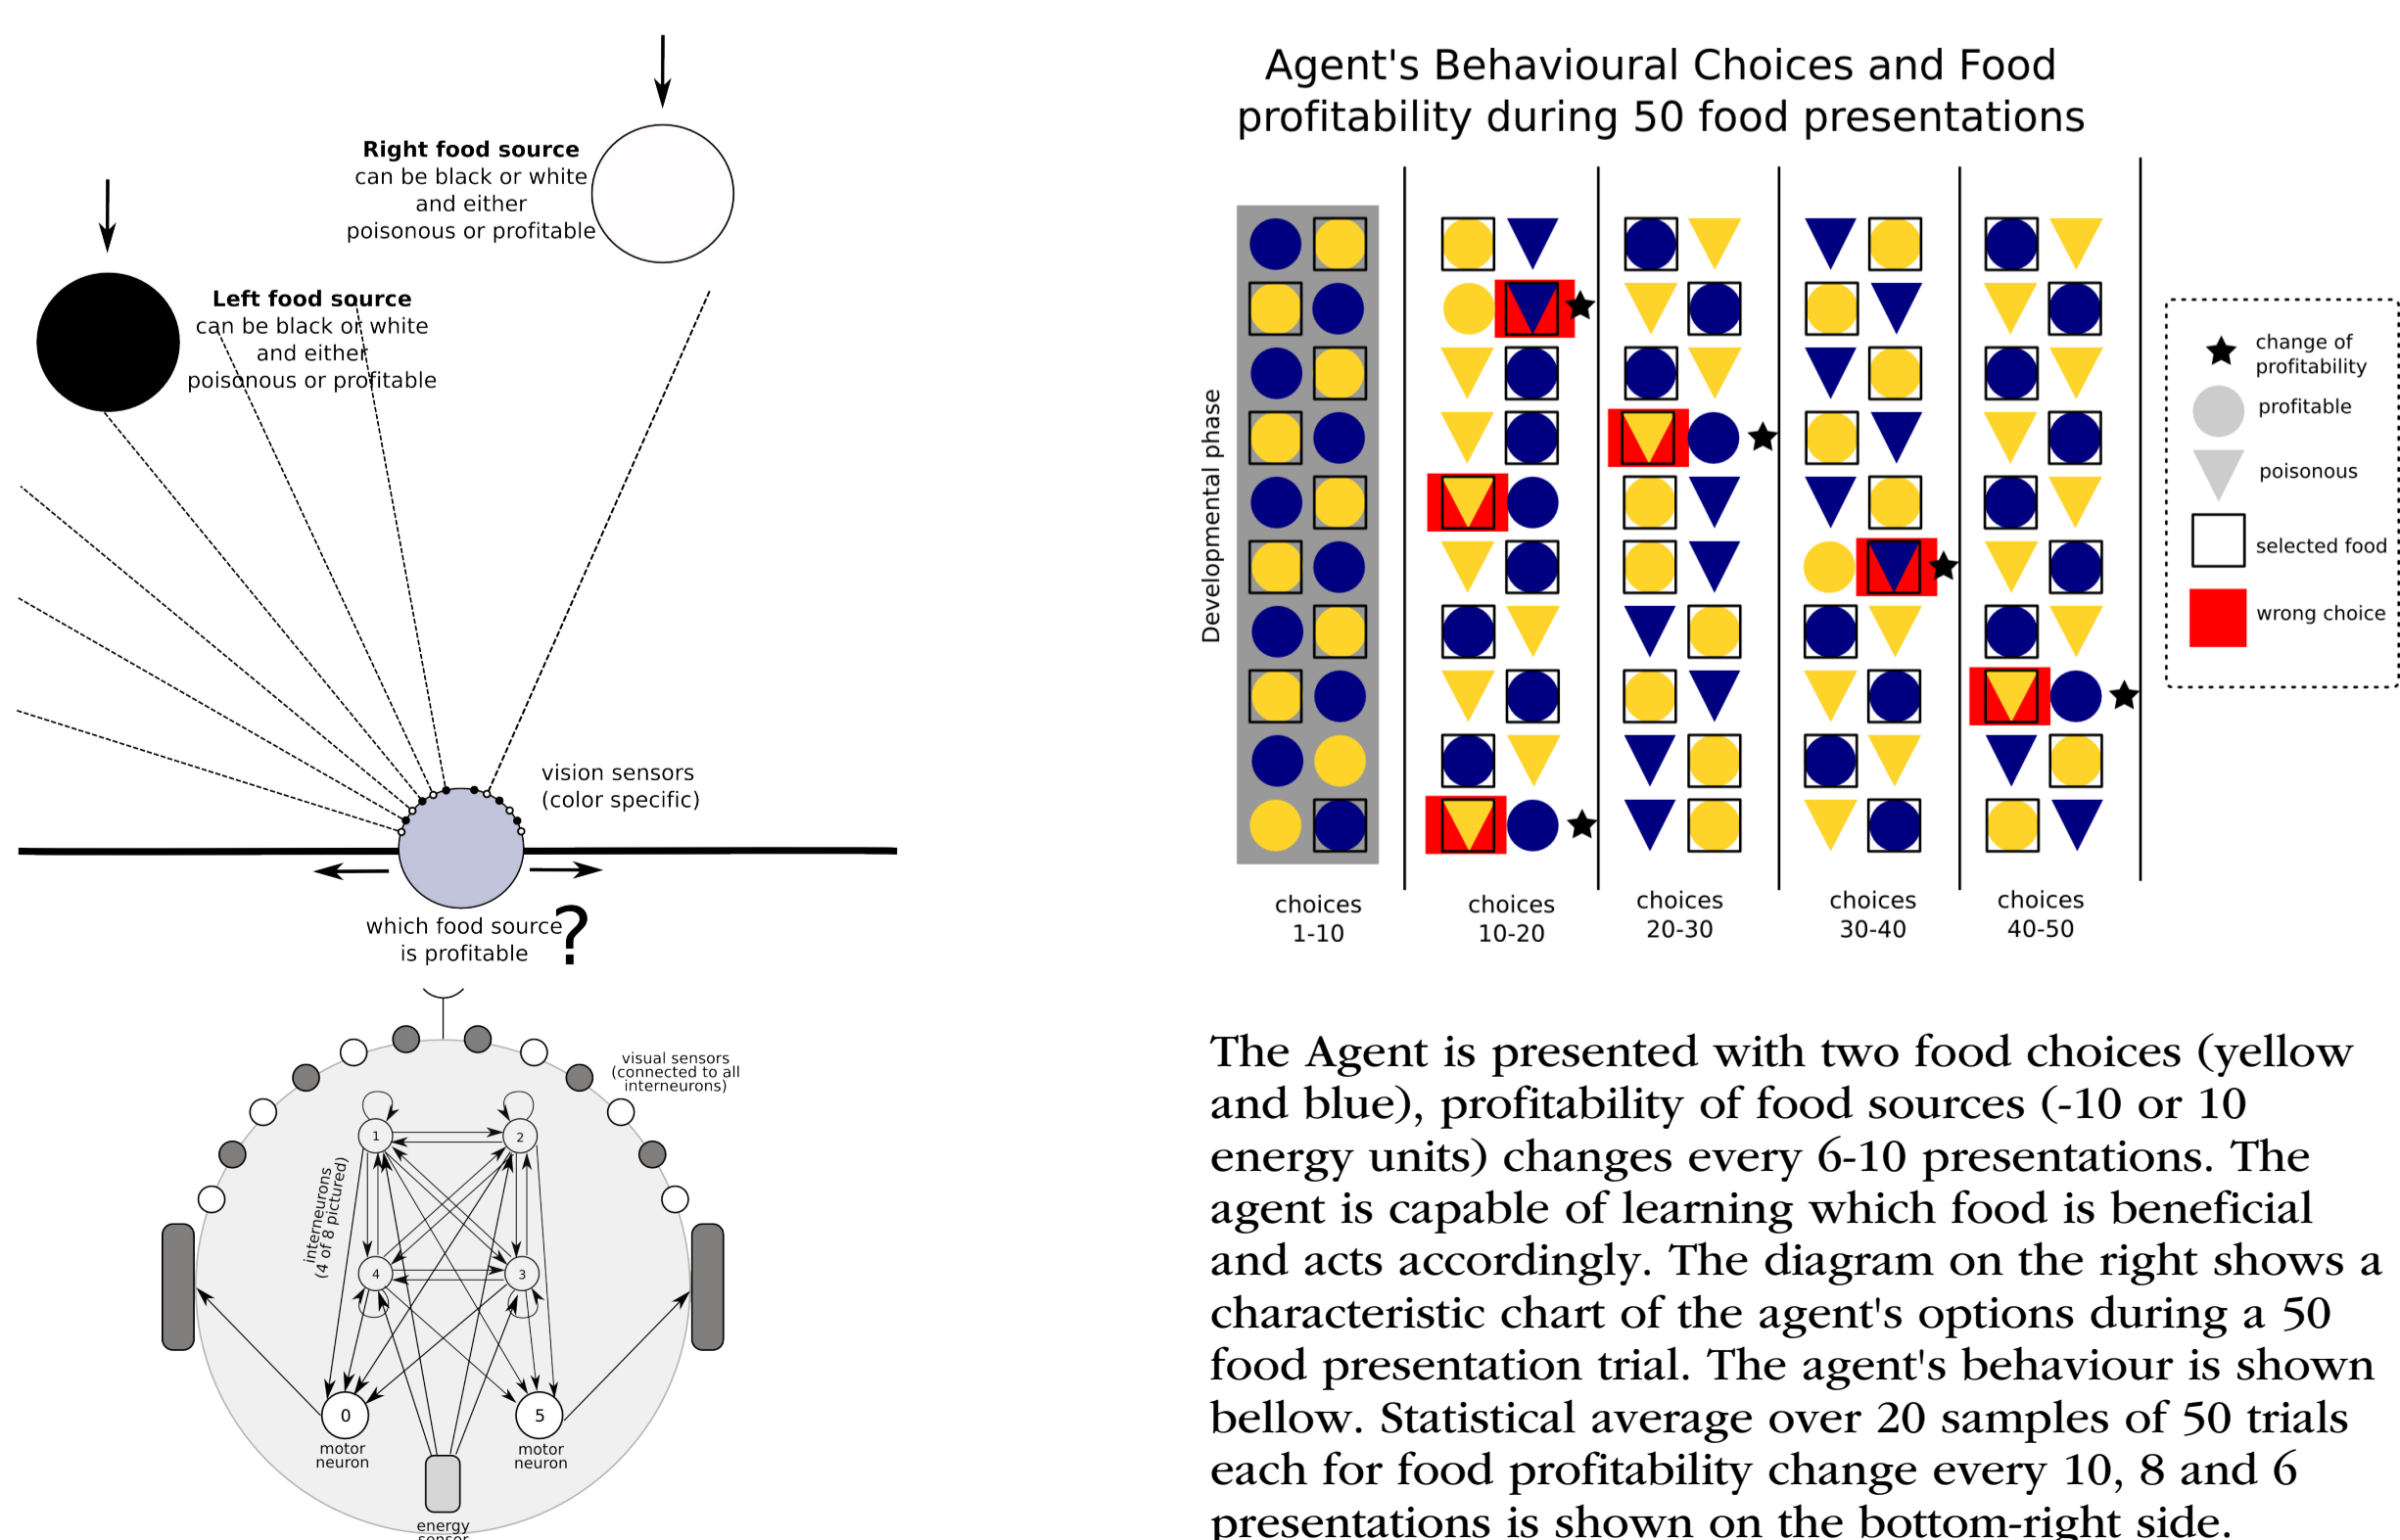 Right food source
can be black or white
and either
poisonous or profitable
Left food source
can be black or white
and either
poisonous or profitable
vision sensors
(color specific)
which food source
is profitable
?
visual sensors
(connected to all
interneurons)
interneurons
(4 of 8 pictured)
1
2
4
3
0
5
motor
neuron
motor
neuron
energy
sensor
Agent's Behavioural Choices and Food
profitability during 50 food presentations
Developmental phase
choices
1-10
choices
10-20
choices
20-30
choices
30-40
choices
40-50
change of
profitability
profitable
poisonous
selected food
wrong choice
The Agent is presented with two food choices (yellow
and blue), profitability of food sources (-10 or 10
energy units) changes every 6-10 presentations. The
agent is capable of learning which food is beneficial
and acts accordingly. The diagram on the right shows a
characteristic chart of the agent's options during a 50
food presentation trial. The agent's behaviour is shown
bellow. Statistical average over 20 samples of 50 trials
each for food profitability change every 10, 8 and 6
presentations is shown on the bottom-right side.